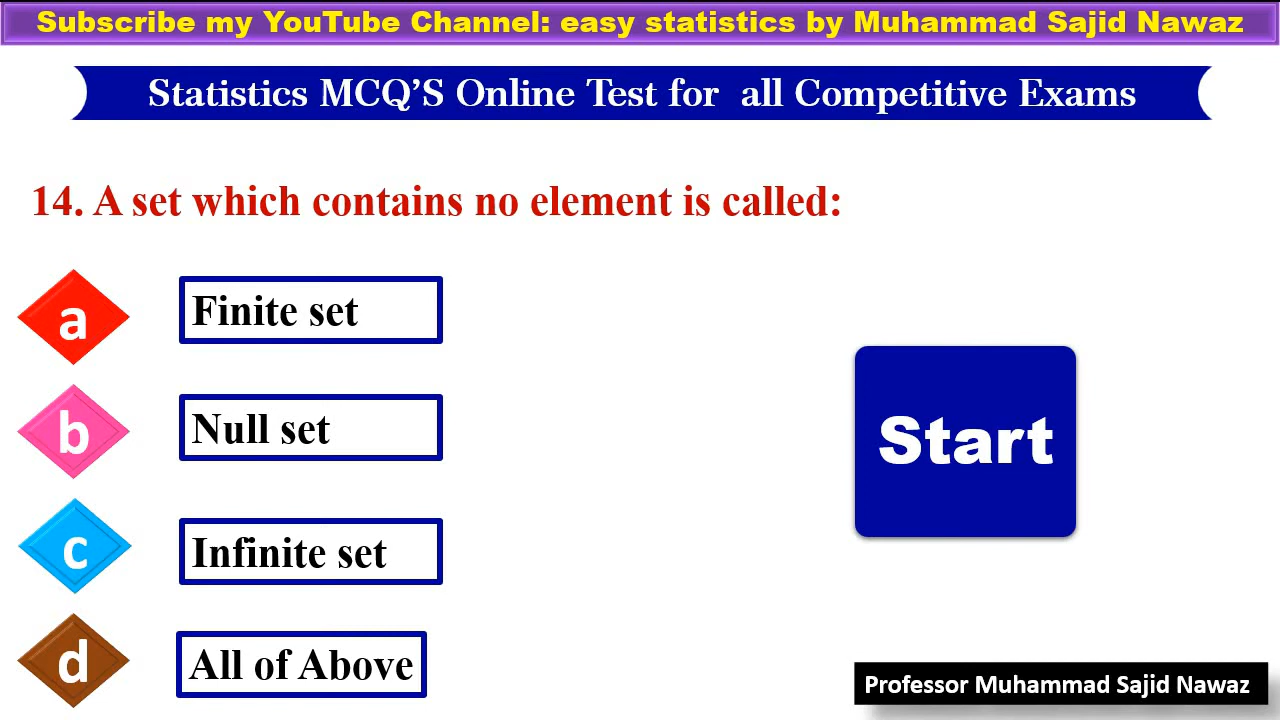 Subscribe my YouTube Channel: easy statistics by Muhammad Sajid Nawaz
Statistics MCQ'S Online Test for all Competitive Exams
14. A set which contains no element is called:
a Finite set
b Null set
c Infinite set
d All of Above
Start
Professor Muhammad Sajid Nawaz